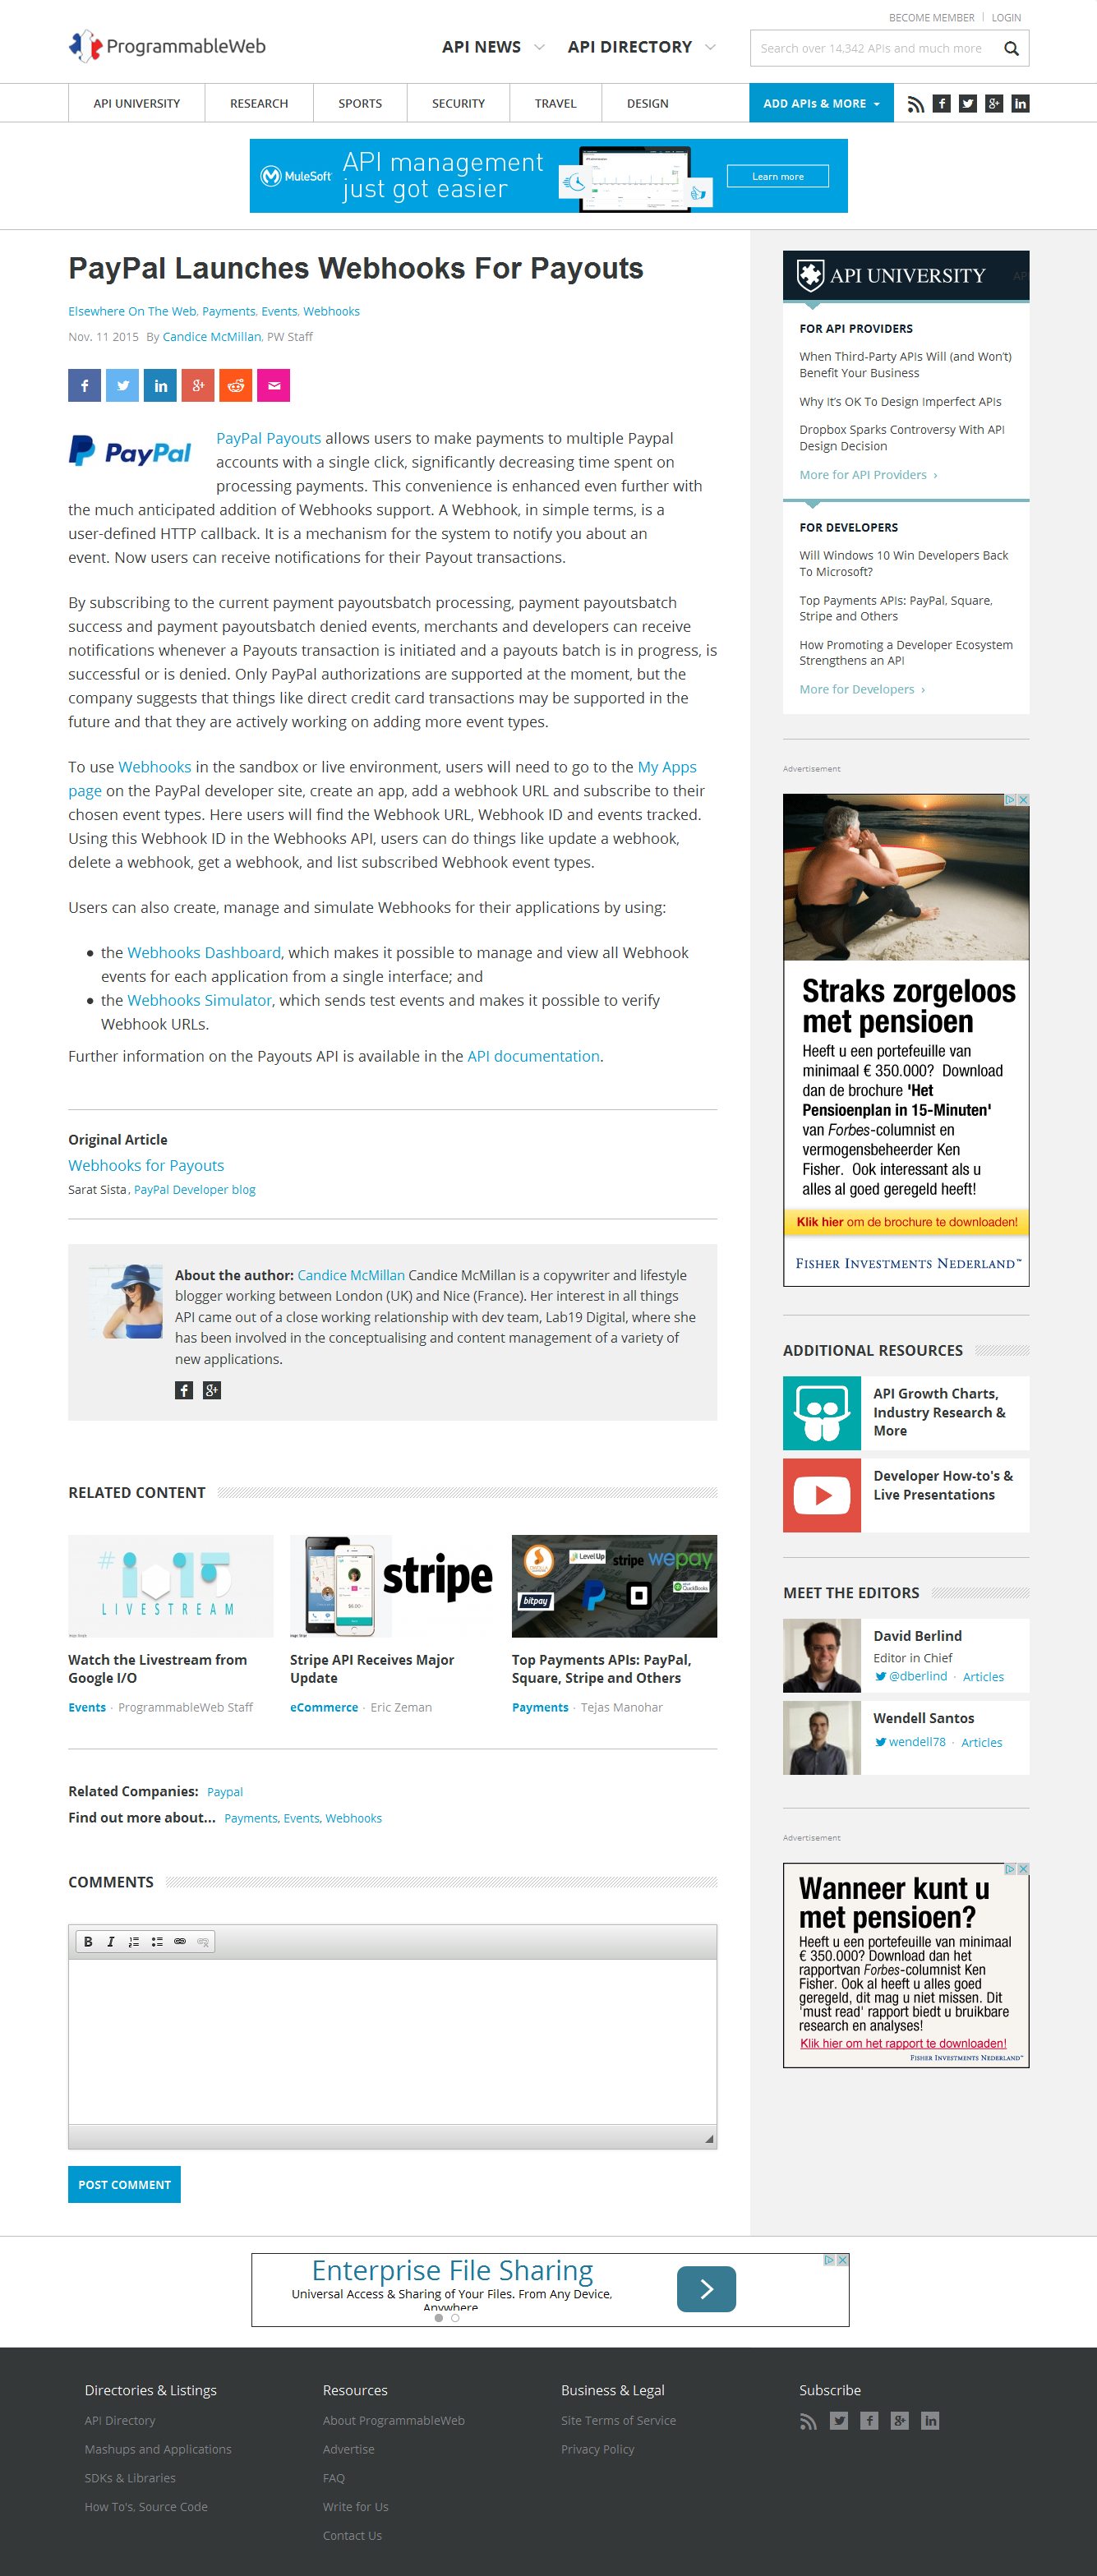 BECOME MEMBER | LOGIN
ProgrammableWeb
API NEWS
API DIRECTORY
Search over 14,342 APIs and much more
API UNIVERSITY
RESEARCH
SPORTS
SECURITY
TRAVEL
DESIGN
ADD APIs & MORE
MuleSoft
API management
just got easier
Learn more
PayPal Launches Webhooks For Payouts
Elsewhere On The Web, Payments, Events, Webhooks
Nov. 11 2015 By Candice McMillan, PW Staff
PayPal
PayPal Payouts allows users to make payments to multiple Paypal
accounts with a single click, significantly decreasing time spent on
processing payments. This convenience is enhanced even further with
the much anticipated addition of Webhooks support. A Webhook, in simple terms, is a
user-defined HTTP callback. It is a mechanism for the system to notify you about an
event. Now users can receive notifications for their Payout transactions.
By subscribing to the current payment payoutsbatch processing, payment payoutsbatch
success and payment payoutsbatch denied events, merchants and developers can receive
notifications whenever a Payouts transaction is initiated and a payouts batch is in progress, is
successful or is denied. Only PayPal authorizations are supported at the moment, but the
company suggests that things like direct credit card transactions may be supported in the
future and that they are actively working on adding more event types.
To use Webhooks in the sandbox or live environment, users will need to go to the My Apps
page on the PayPal developer site, create an app, add a webhook URL and subscribe to their
chosen event types. Here users will find the Webhook URL, Webhook ID and events tracked.
Using this Webhook ID in the Webhooks API, users can do things like update a webhook,
delete a webhook, get a webhook, and list subscribed Webhook event types.
Users can also create, manage and simulate Webhooks for their applications by using:
• the Webhooks Dashboard, which makes it possible to manage and view all Webhook
events for each application from a single interface; and
• the Webhooks Simulator, which sends test events and makes it possible to verify
Webhook URLs.
Further information on the Payouts API is available in the API documentation.
Original Article
Webhooks for Payouts
Sarat Sista, PayPal Developer blog
About the author: Candice McMillan Candice McMillan is a copywriter and lifestyle
blogger working between London (UK) and Nice (France). Her interest in all things
API came out of a close working relationship with dev team, Lab19 Digital, where she
has been involved in the conceptualising and content management of a variety of
new applications.
RELATED CONTENT
#io15
LIVESTREAM
Watch the Livestream from
Google I/O
Events · ProgrammableWeb Staff
stripe
Stripe API Receives Major
Update
eCommerce · Eric Zeman
LevelUp
stripe
wepay
bitpay
QuickBooks
Top Payments APIs: PayPal,
Square, Stripe and Others
Payments · Tejas Manohar
Related Companies: Paypal
Find out more about... Payments, Events, Webhooks
COMMENTS
B I
POST COMMENT
API UNIVERSITY
AP
FOR API PROVIDERS
When Third-Party APIs Will (and Won't)
Benefit Your Business
Why It's OK To Design Imperfect APIs
Dropbox Sparks Controversy With API
Design Decision
More for API Providers ›
FOR DEVELOPERS
Will Windows 10 Win Developers Back
To Microsoft?
Top Payments APIs: PayPal, Square,
Stripe and Others
How Promoting a Developer Ecosystem
Strengthens an API
More for Developers ›
Advertisement
Straks zorgeloos
met pensioen
Heeft u een portefeuille van
minimaal € 350.000? Download
dan de brochure 'Het
Pensioenplan in 15-Minuten'
van Forbes-columnist en
vermogensbeheerder Ken
Fisher. Ook interessant als u
alles al goed geregeld heeft!
Klik hier om de brochure te downloaden!
FISHER INVESTMENTS NEDERLAND™
ADDITIONAL RESOURCES
API Growth Charts,
Industry Research &
More
Developer How-to's &
Live Presentations
MEET THE EDITORS
David Berlind
Editor in Chief
@dberlind · Articles
Wendell Santos
wendell78 · Articles
Advertisement
Wanneer kunt u
met pensioen?
Heeft u een portefeuille van minimaal
€ 350.000? Download dan het
rapportvan Forbes-columnist Ken
Fisher. Ook al heeft u alles goed
geregeld, dit mag u niet missen. Dit
'must read' rapport biedt u bruikbare
research en analyses!
Klik hier om het rapport te downloaden!
FISHER INVESTMENTS NEDERLAND™
Enterprise File Sharing
Universal Access & Sharing of Your Files. From Any Device,
Anywhere
Directories & Listings
API Directory
Mashups and Applications
SDKs & Libraries
How To's, Source Code
Resources
About ProgrammableWeb
Advertise
FAQ
Write for Us
Contact Us
Business & Legal
Site Terms of Service
Privacy Policy
Subscribe